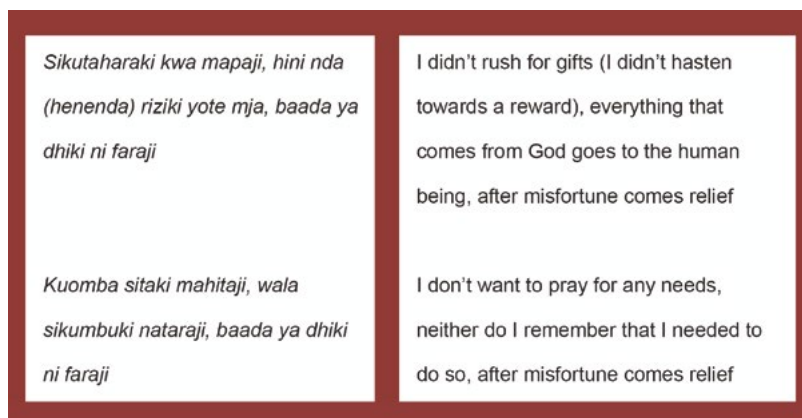 Sikutaharaki kwa mapaji, hini nda
(henenda) riziki yote mja, baada ya
dhiki ni faraji
Kuomba sitaki mahitaji, wala
sikumbuki nataraji, baada ya dhiki
ni faraji
I didn’t rush for gifts (I didn’t hasten
towards a reward), everything that
comes from God goes to the human
being, after misfortune comes relief
I don’t want to pray for any needs,
neither do I remember that I needed to
do so, after misfortune comes relief